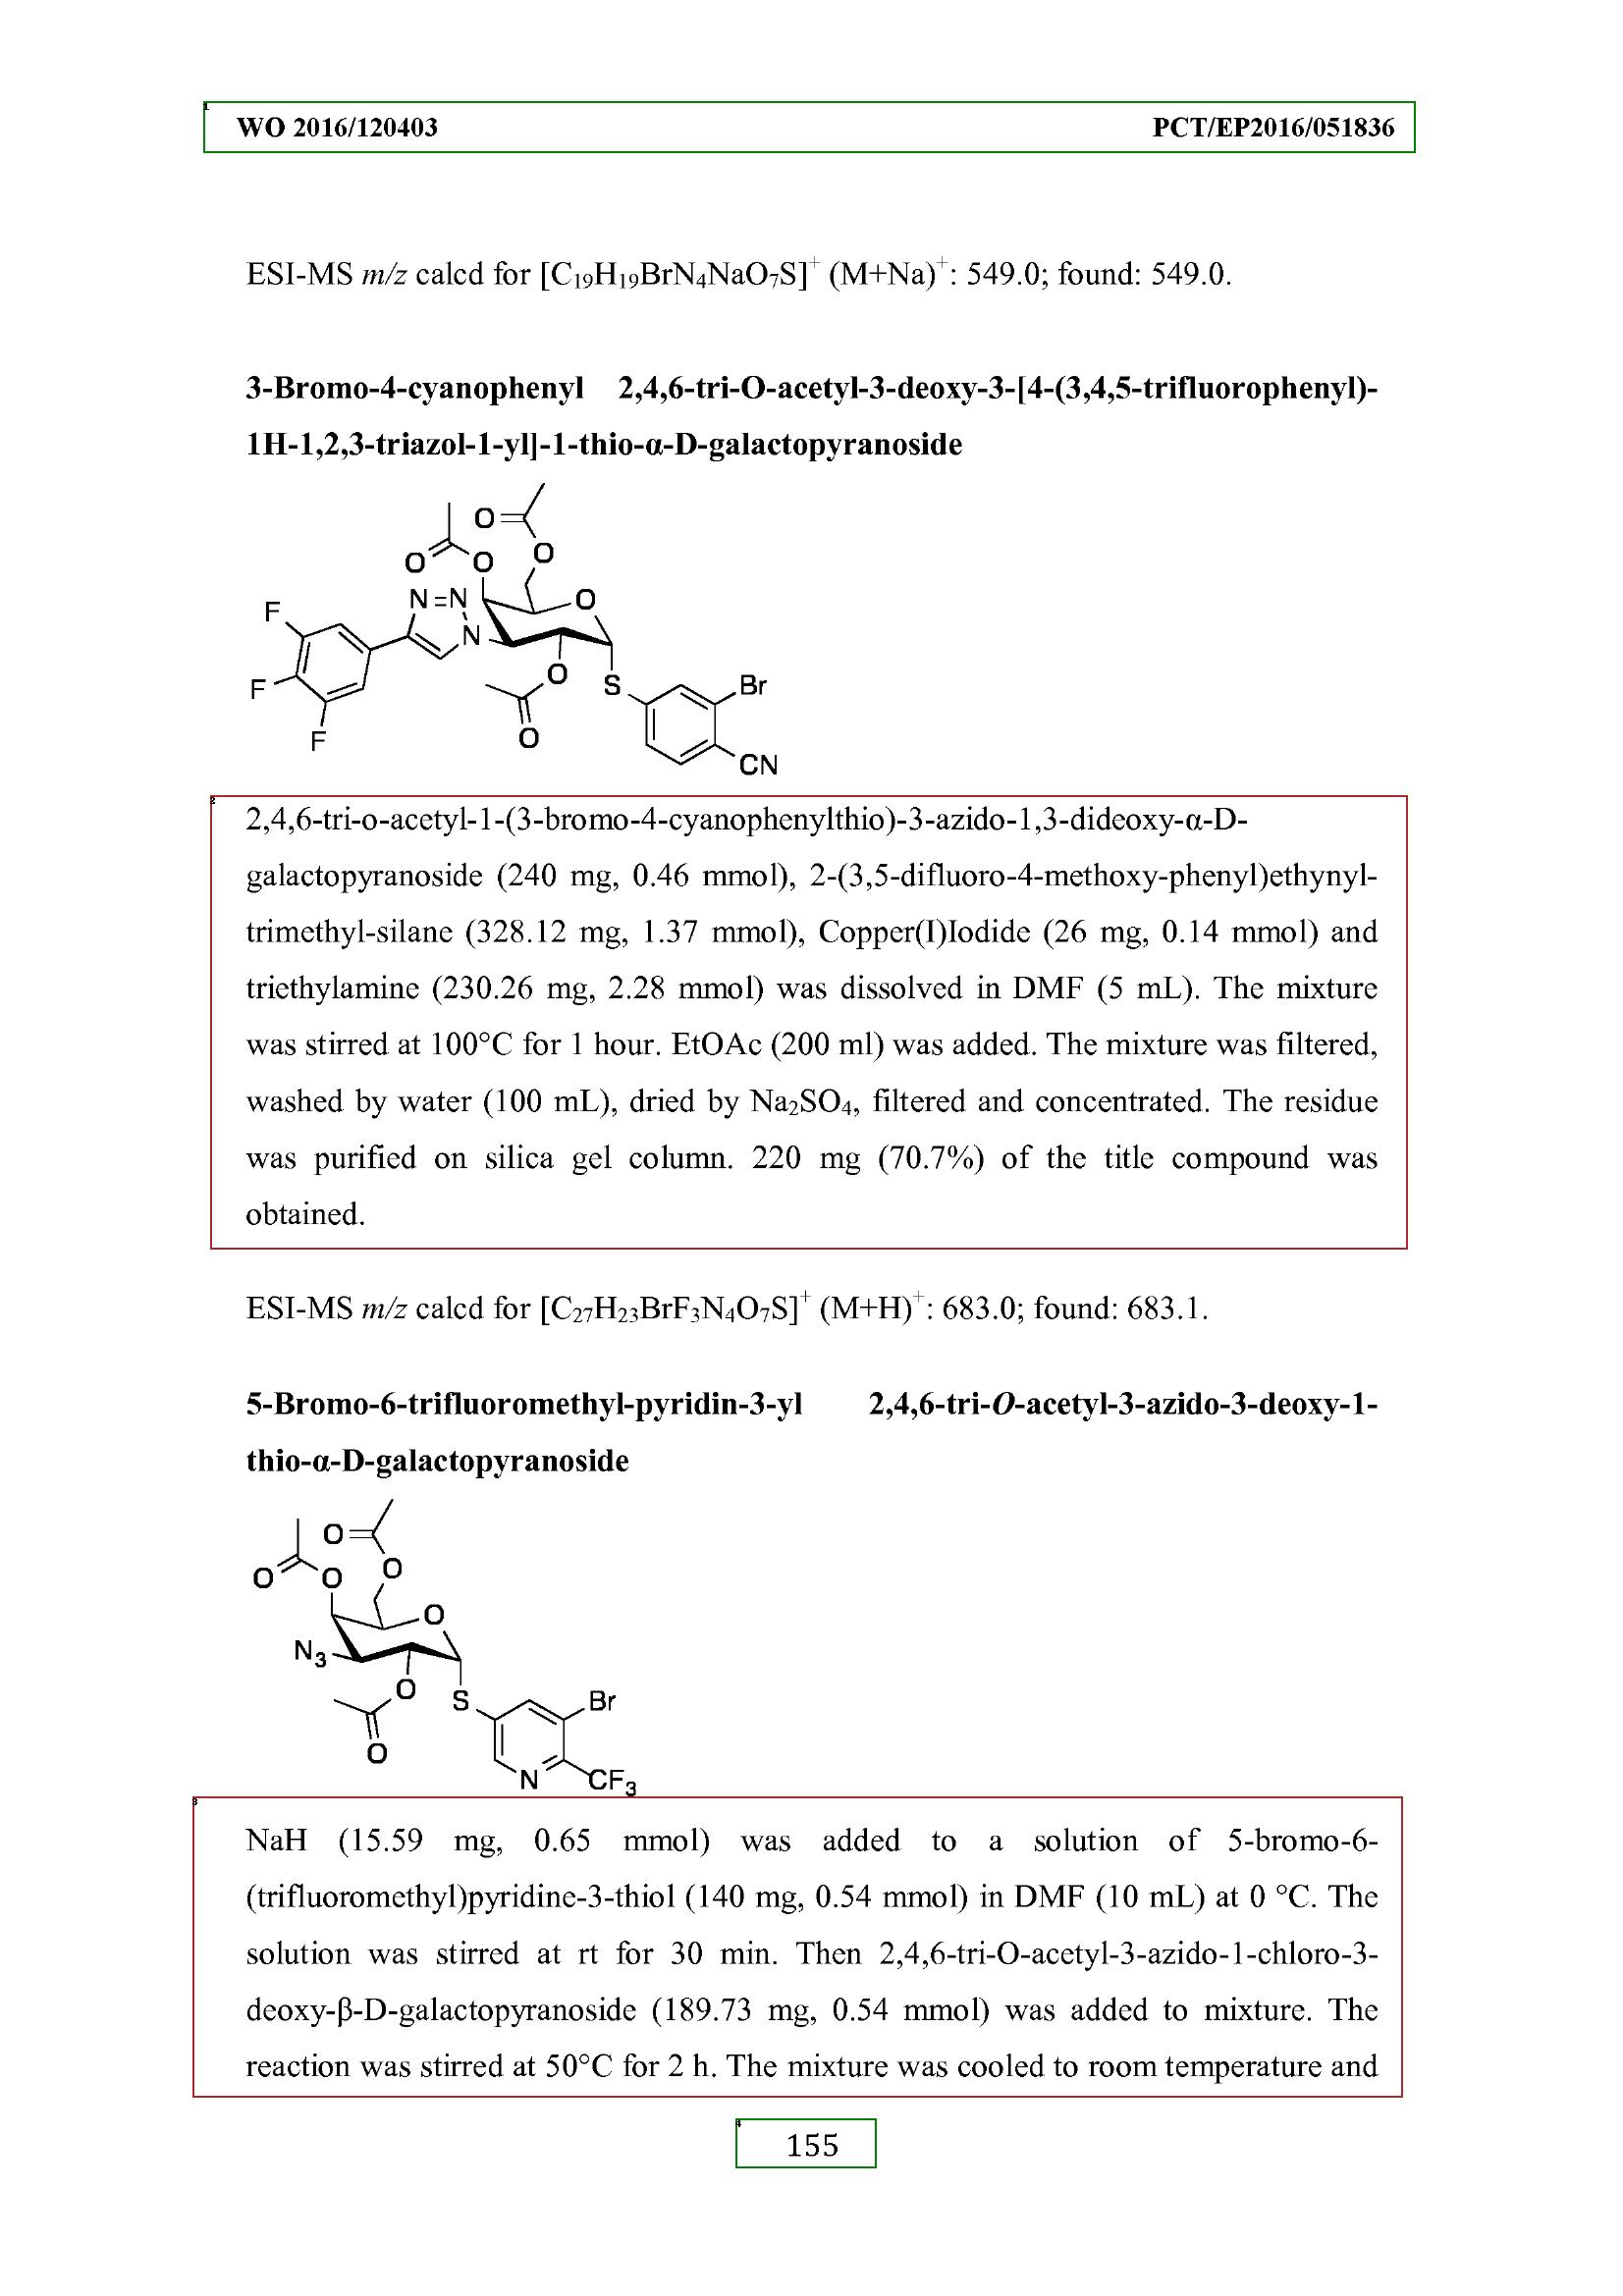 WO 2016/120403 PCT/EP2016/051836
ESI-MS m/z calcd for [C₁₉H₁₉BrN₄NaO₇S]⁺ (M+Na)⁺: 549.0; found: 549.0.
3-Bromo-4-cyanophenyl 2,4,6-tri-O-acetyl-3-deoxy-3-[4-(3,4,5-trifluorophenyl)-
1H-1,2,3-triazol-1-yl]-1-thio-α-D-galactopyranoside
O
O O O
N=N O
F
N
F O S Br
F O
CN
2
2,4,6-tri-o-acetyl-1-(3-bromo-4-cyanophenylthio)-3-azido-1,3-dideoxy-α-D-
galactopyranoside (240 mg, 0.46 mmol), 2-(3,5-difluoro-4-methoxy-phenyl)ethynyl-
trimethyl-silane (328.12 mg, 1.37 mmol), Copper(I)Iodide (26 mg, 0.14 mmol) and
triethylamine (230.26 mg, 2.28 mmol) was dissolved in DMF (5 mL). The mixture
was stirred at 100°C for 1 hour. EtOAc (200 ml) was added. The mixture was filtered,
washed by water (100 mL), dried by Na₂SO₄, filtered and concentrated. The residue
was purified on silica gel column. 220 mg (70.7%) of the title compound was
obtained.
ESI-MS m/z calcd for [C₂₇H₂₃BrF₃N₄O₇S]⁺ (M+H)⁺: 683.0; found: 683.1.
5-Bromo-6-trifluoromethyl-pyridin-3-yl 2,4,6-tri-O-acetyl-3-azido-3-deoxy-1-
thio-α-D-galactopyranoside
O
O O O
O
N₃
O S Br
O
N CF₃
3
NaH (15.59 mg, 0.65 mmol) was added to a solution of 5-bromo-6-
(trifluoromethyl)pyridine-3-thiol (140 mg, 0.54 mmol) in DMF (10 mL) at 0 °C. The
solution was stirred at rt for 30 min. Then 2,4,6-tri-O-acetyl-3-azido-1-chloro-3-
deoxy-β-D-galactopyranoside (189.73 mg, 0.54 mmol) was added to mixture. The
reaction was stirred at 50°C for 2 h. The mixture was cooled to room temperature and
4
155